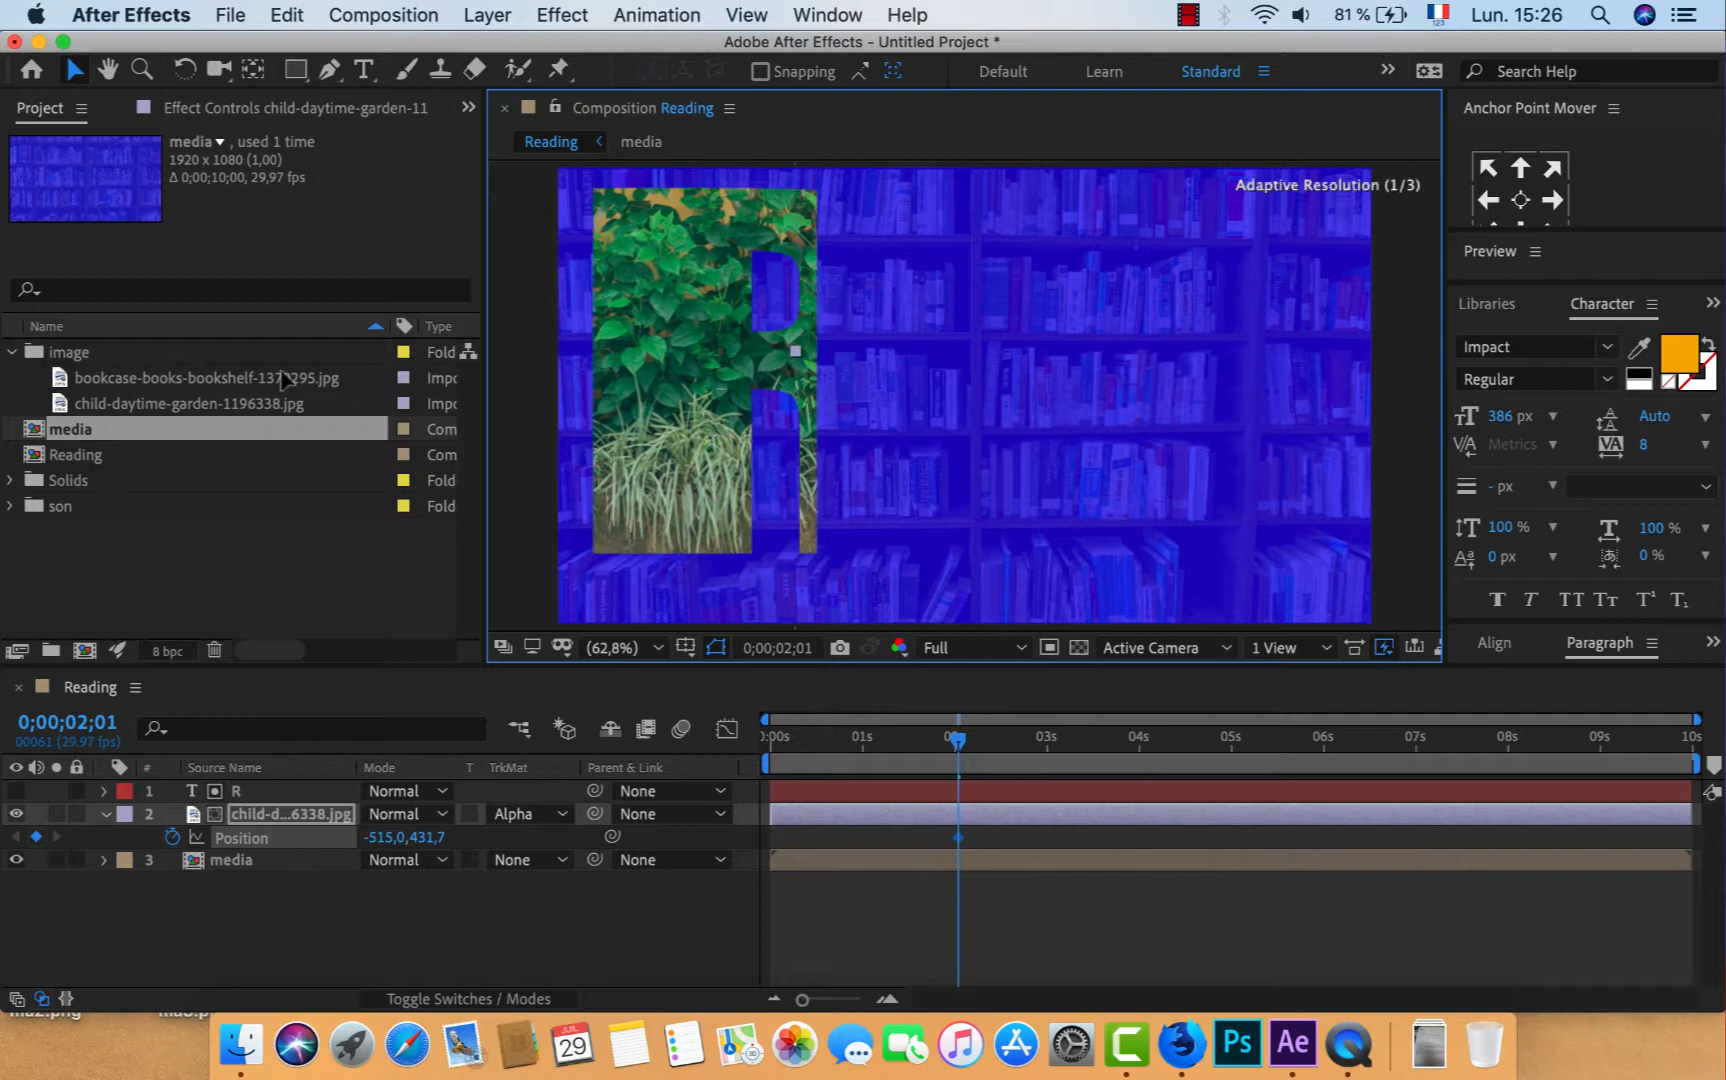 After Effects File Edit Composition Layer Effect Animation View Window Help 81 % 123 Lun. 15:26
Adobe After Effects - Untitled Project *
Snapping Default Learn Standard Search Help
Project Effect Controls child-daytime-garden-11
media , used 1 time
1920 x 1080 (1,00)
Δ 0;00;10;00, 29,97 fps
Name Type
image Fold
child-daytime-garden-1196338.jpg Impo
media Com
Reading Com
Solids Fold
son Fold
8 bpc
Composition Reading
Reading media
Adaptive Resolution (1/3)
(62,8%) 0;00;02;01 Full Active Camera 1 View
Anchor Point Mover
Preview
Libraries Character
Impact
Regular
386 px Auto
Metrics 8
- px
100 % 100 %
0 px 0 %
T T TT Tт T¹ T₁
Align Paragraph
Reading
0;00;02;01
00061 (29.97 fps)
# Source Name Mode T TrkMat Parent & Link
1 T R Normal None
2 child-d...6338.jpg Normal Alpha None
Position -515,0,431,7
3 media Normal None None
:00s 01s 03s 04s 05s 06s 07s 08s 09s 10s
Toggle Switches / Modes
JUIL
29
Ps Ae